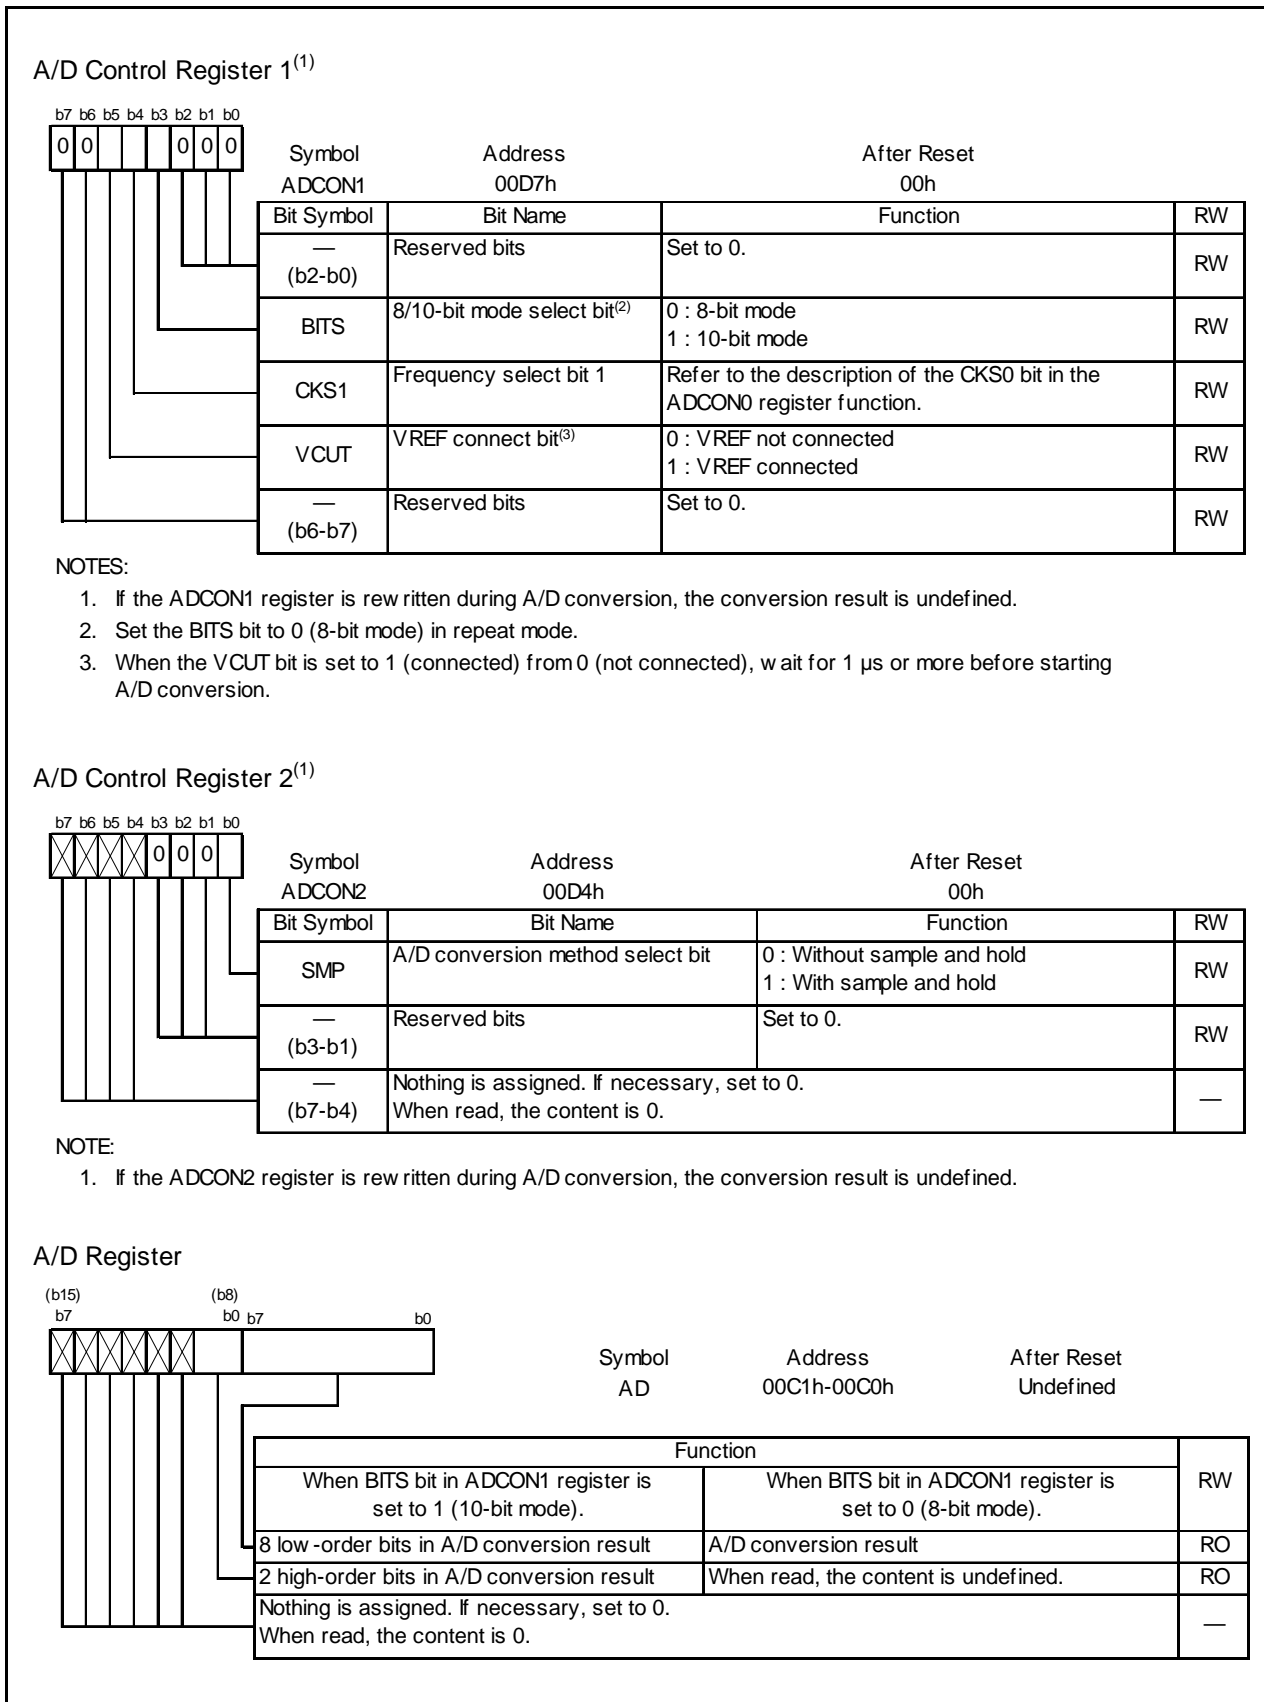 A/D Control Register 1(1)
b7 b6 b5 b4 b3 b2 b1 b0
0 0 0 0 0
Symbol Address After Reset
ADCON1 00D7h 00h
Bit Symbol Bit Name Function RW
— (b2-b0) Reserved bits Set to 0. RW
BITS 8/10-bit mode select bit(2) 0 : 8-bit mode
1 : 10-bit mode RW
CKS1 Frequency select bit 1 Refer to the description of the CKS0 bit in the
ADCON0 register function. RW
VCUT VREF connect bit(3) 0 : VREF not connected
1 : VREF connected RW
— (b6-b7) Reserved bits Set to 0. RW
NOTES:
1. If the ADCON1 register is rewritten during A/D conversion, the conversion result is undefined.
2. Set the BITS bit to 0 (8-bit mode) in repeat mode.
3. When the VCUT bit is set to 1 (connected) from 0 (not connected), wait for 1 µs or more before starting
A/D conversion.
A/D Control Register 2(1)
b7 b6 b5 b4 b3 b2 b1 b0
0 0 0
Symbol Address After Reset
ADCON2 00D4h 00h
Bit Symbol Bit Name Function RW
SMP A/D conversion method select bit 0 : Without sample and hold
1 : With sample and hold RW
— (b3-b1) Reserved bits Set to 0. RW
— (b7-b4) Nothing is assigned. If necessary, set to 0.
When read, the content is 0. —
NOTE:
1. If the ADCON2 register is rewritten during A/D conversion, the conversion result is undefined.
A/D Register
(b15) (b8)
b7 b0 b7 b0
Symbol Address After Reset
AD 00C1h-00C0h Undefined
Function RW
When BITS bit in ADCON1 register is
set to 1 (10-bit mode).
When BITS bit in ADCON1 register is
set to 0 (8-bit mode).
8 low-order bits in A/D conversion result A/D conversion result RO
2 high-order bits in A/D conversion result When read, the content is undefined. RO
Nothing is assigned. If necessary, set to 0.
When read, the content is 0. —